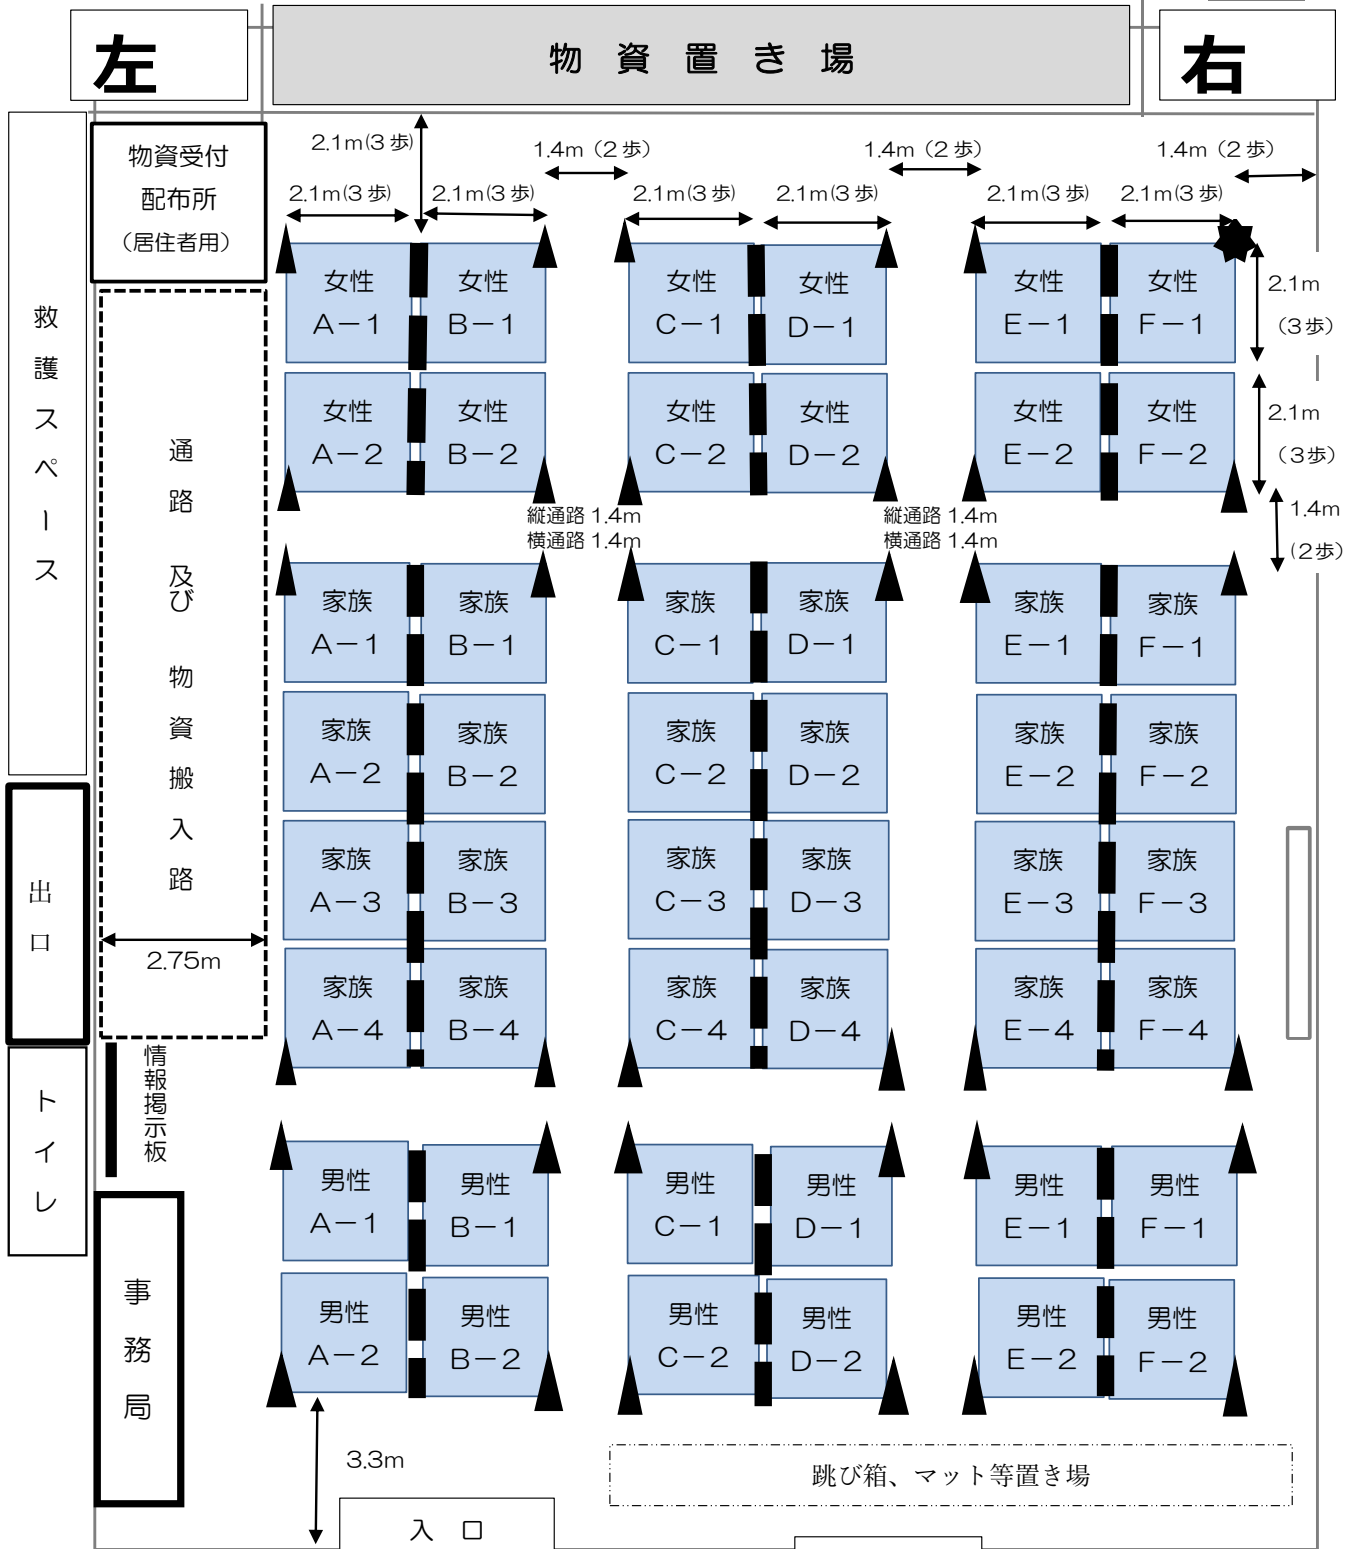 左
物 資 置 き 場
右
物資受付
配布所
（居住者用）
2.1m(3歩)
1.4m（2歩）
1.4m（2歩）
1.4m（2歩）
2.1m(3歩)
2.1m(3歩)
2.1m(3歩)
2.1m(3歩)
2.1m(3歩)
2.1m(3歩)
救護スペース
通路 及び 物資搬入路
女性
A－1
女性
B－1
女性
C－1
女性
D－1
女性
E－1
女性
F－1
2.1m
（3歩）
女性
A－2
女性
B－2
女性
C－2
女性
D－2
女性
E－2
女性
F－2
2.1m
（3歩）
縦通路 1.4m
横通路 1.4m
縦通路 1.4m
横通路 1.4m
1.4m
(2歩)
家族
A－1
家族
B－1
家族
C－1
家族
D－1
家族
E－1
家族
F－1
家族
A－2
家族
B－2
家族
C－2
家族
D－2
家族
E－2
家族
F－2
家族
A－3
家族
B－3
家族
C－3
家族
D－3
家族
E－3
家族
F－3
出口
2.75m
家族
A－4
家族
B－4
家族
C－4
家族
D－4
家族
E－4
家族
F－4
トイレ
情報掲示板
男性
A－1
男性
B－1
男性
C－1
男性
D－1
男性
E－1
男性
F－1
事務局
男性
A－2
男性
B－2
男性
C－2
男性
D－2
男性
E－2
男性
F－2
3.3m
跳び箱、マット等置き場
入 口